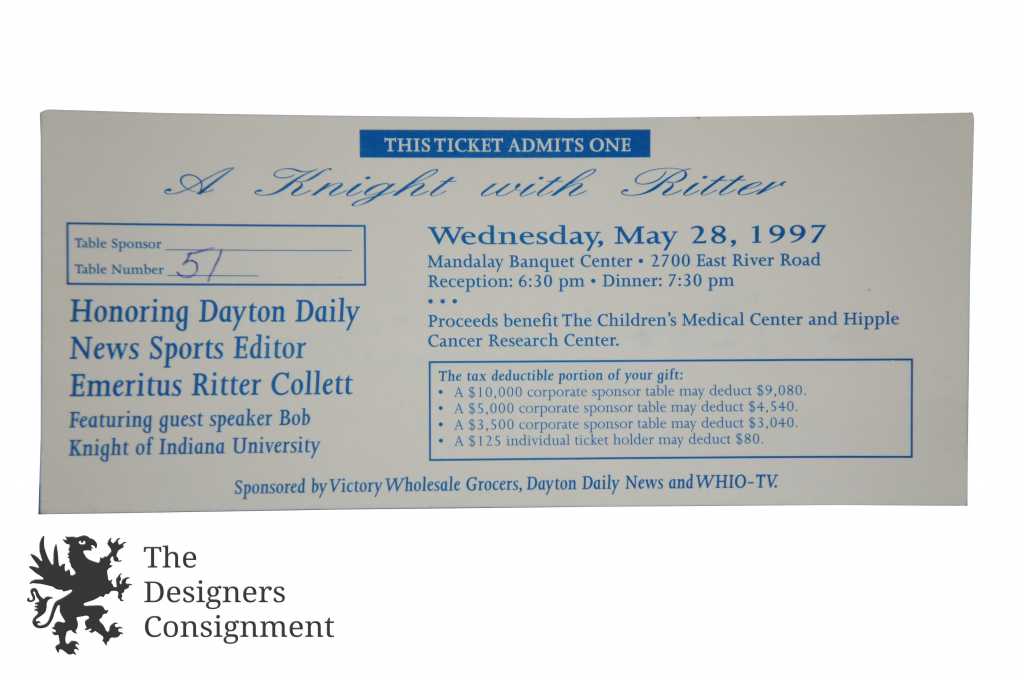 THIS TICKET ADMITS ONE
A Knight with Ritter
Table Sponsor
Table Number 51
Honoring Dayton Daily
News Sports Editor
Emeritus Ritter Collett
Featuring guest speaker Bob
Knight of Indiana University
Wednesday, May 28, 1997
Mandalay Banquet Center • 2700 East River Road
Reception: 6:30 pm • Dinner: 7:30 pm
• • •
Proceeds benefit The Children's Medical Center and Hipple
Cancer Research Center.
The tax deductible portion of your gift:
• A $10,000 corporate sponsor table may deduct $9,080.
• A $5,000 corporate sponsor table may deduct $4,540.
• A $3,500 corporate sponsor table may deduct $3,040.
• A $125 individual ticket holder may deduct $80.
Sponsored by Victory Wholesale Grocers, Dayton Daily News and WHIO-TV.
The
Designers
Consignment